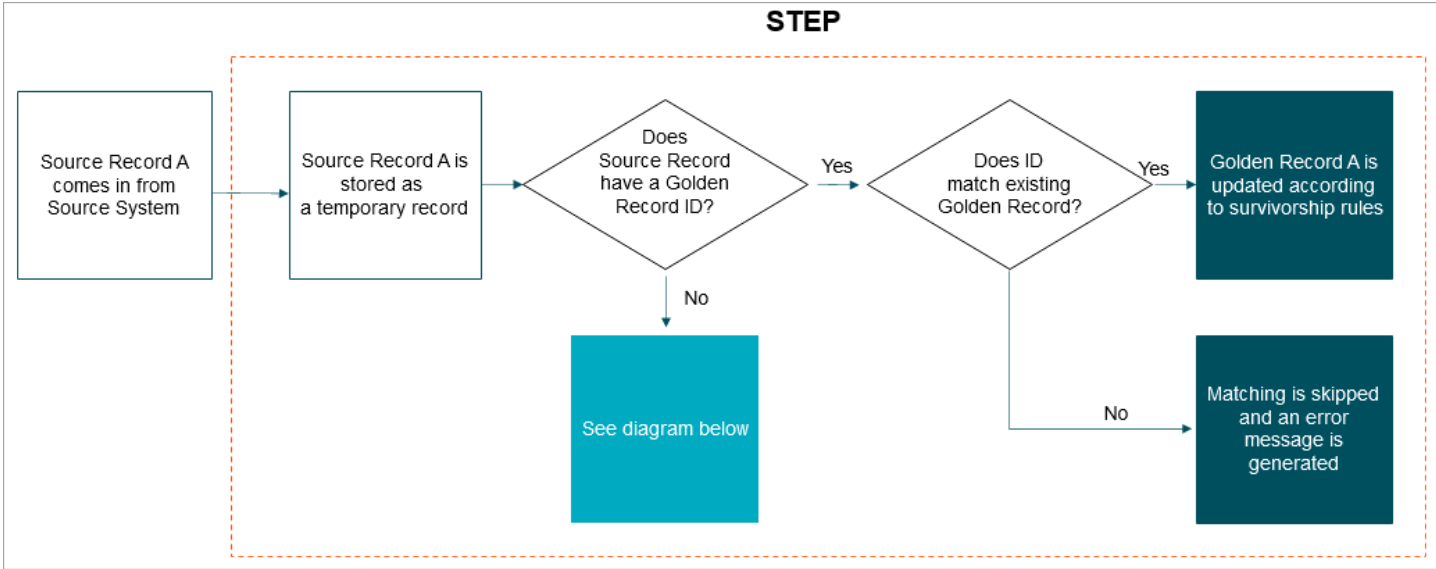 STEP
Source Record A
comes in from
Source System
Source Record A is
stored as
a temporary record
Does
Source Record
have a Golden
Record ID?
Yes
Does ID
match existing
Golden Record?
Yes
Golden Record A is
updated according
to survivorship rules
No
See diagram below
No
Matching is skipped
and an error
message is
generated